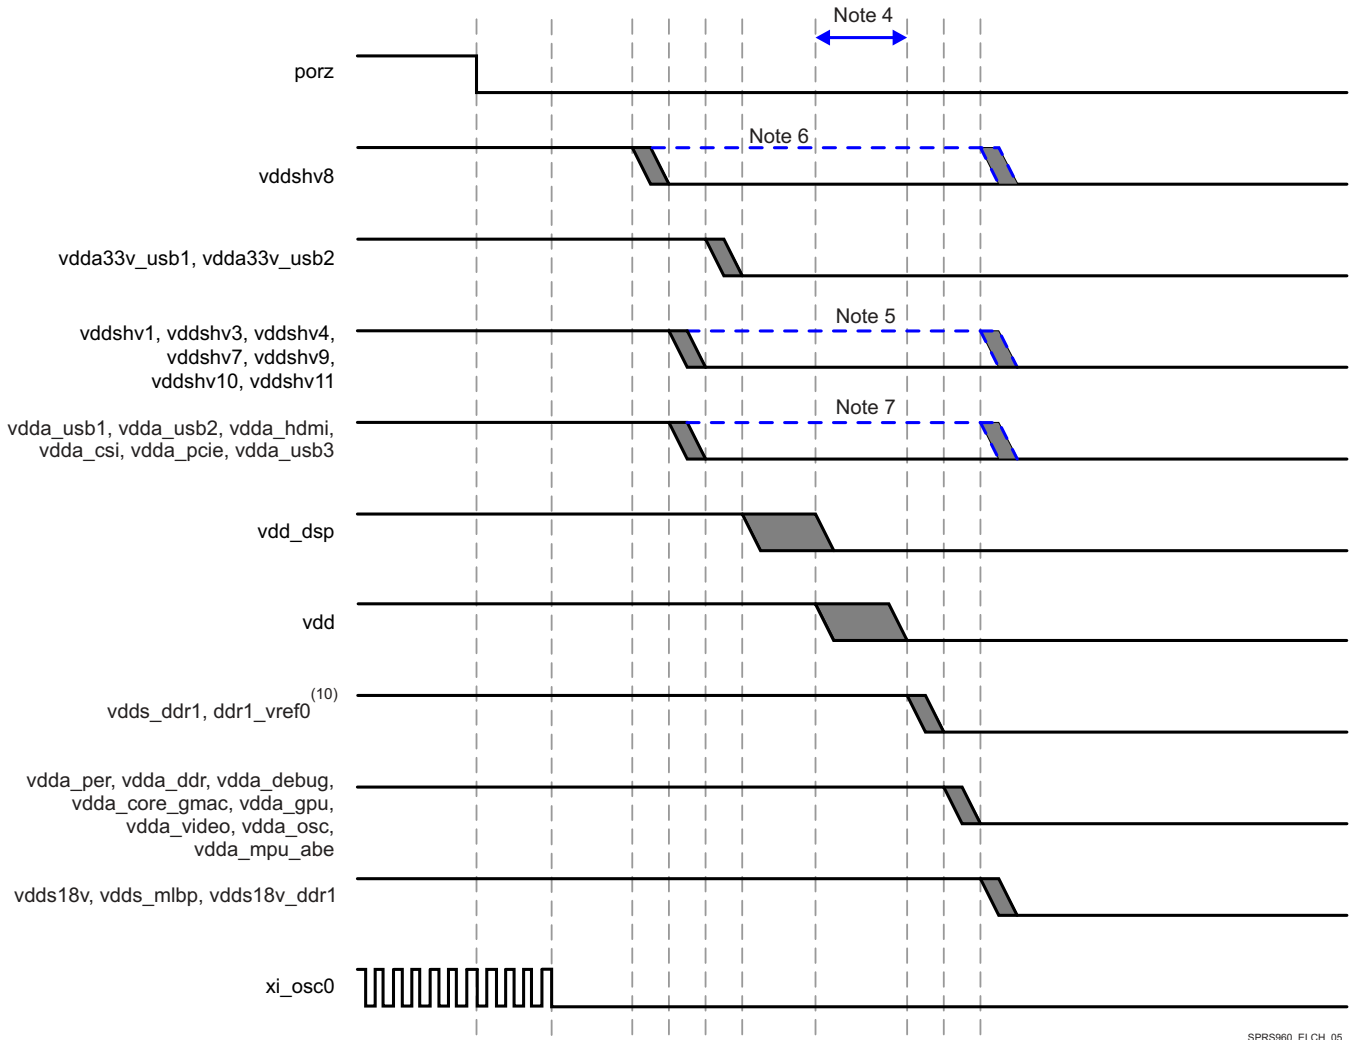 Note 4
porz
Note 6
vddshv8
vdda33v_usb1, vdda33v_usb2
Note 5
vddshv1, vddshv3, vddshv4,
vddshv7, vddshv9,
vddshv10, vddshv11
Note 7
vdda_usb1, vdda_usb2, vdda_hdmi,
vdda_csi, vdda_pcie, vdda_usb3
vdd_dsp
vdd
vdds_ddr1, ddr1_vref0(10)
vdda_per, vdda_ddr, vdda_debug,
vdda_core_gmac, vdda_gpu,
vdda_video, vdda_osc,
vdda_mpu_abe
vdds18v, vdds_mlbp, vdds18v_ddr1
xi_osc0
SPRS960_ELCH_05